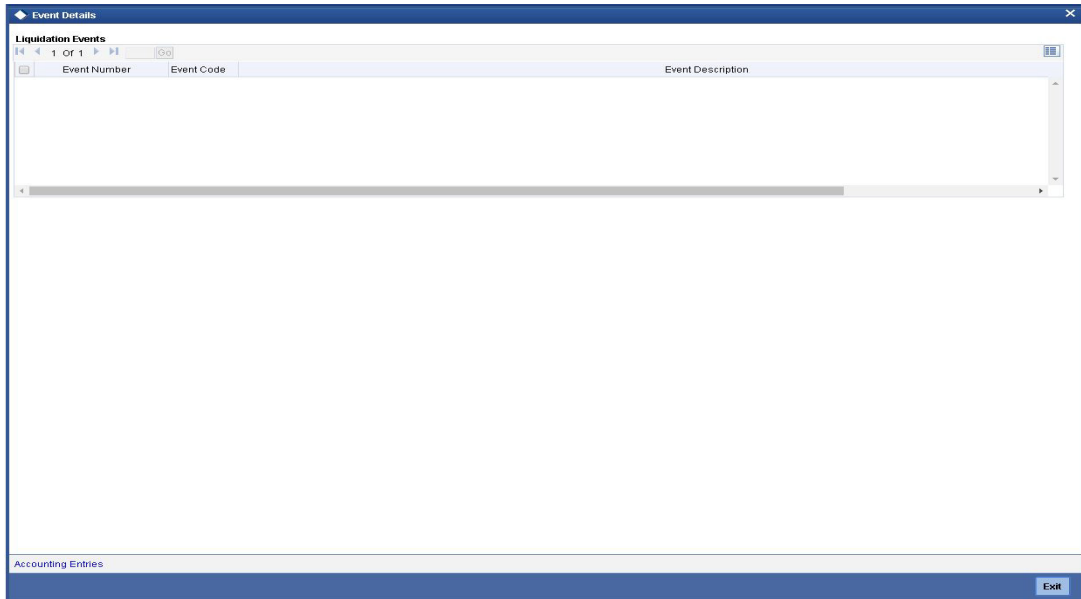 Event Details
Liquidation Events
1 Of 1 Go
Event Number Event Code Event Description
Accounting Entries
Exit